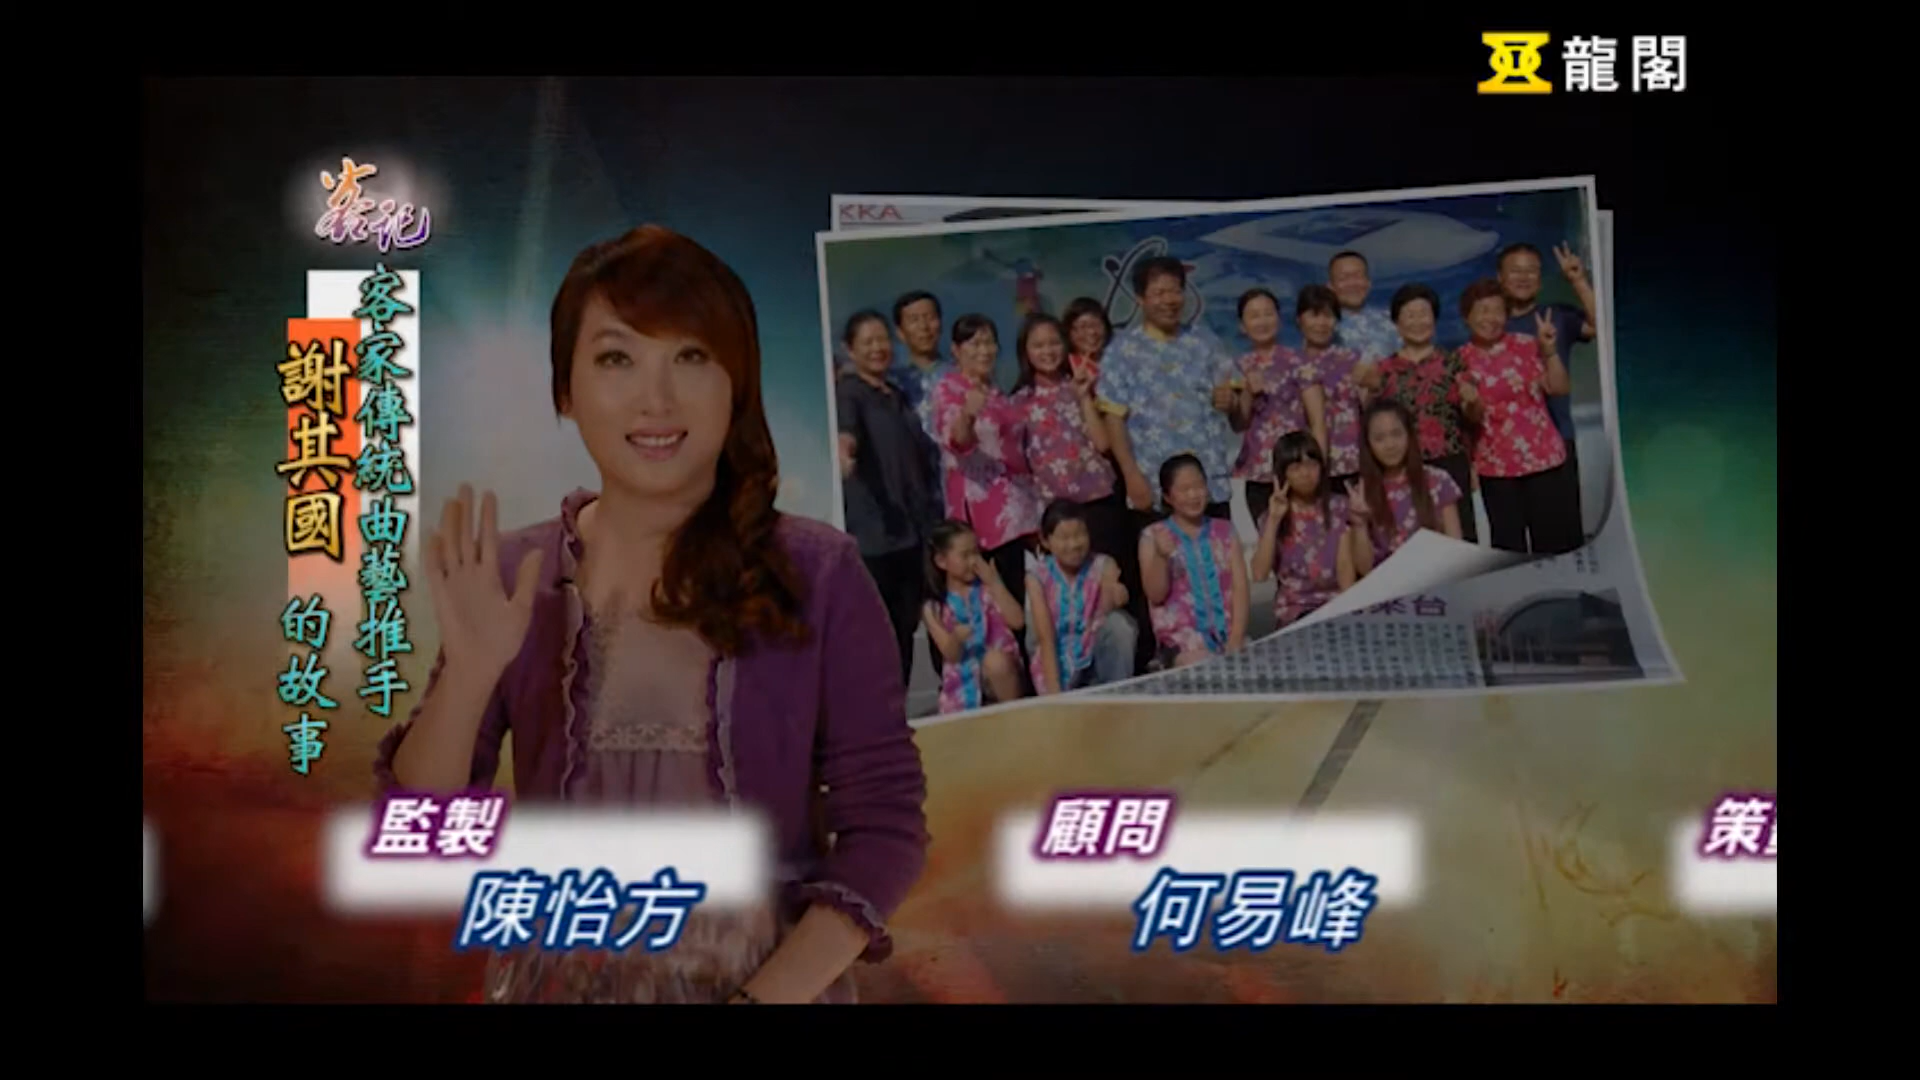 龍閣
客家傳統曲藝推手
謝其國 的故事
KKA
監製
陳怡方
顧問
何易峰
策